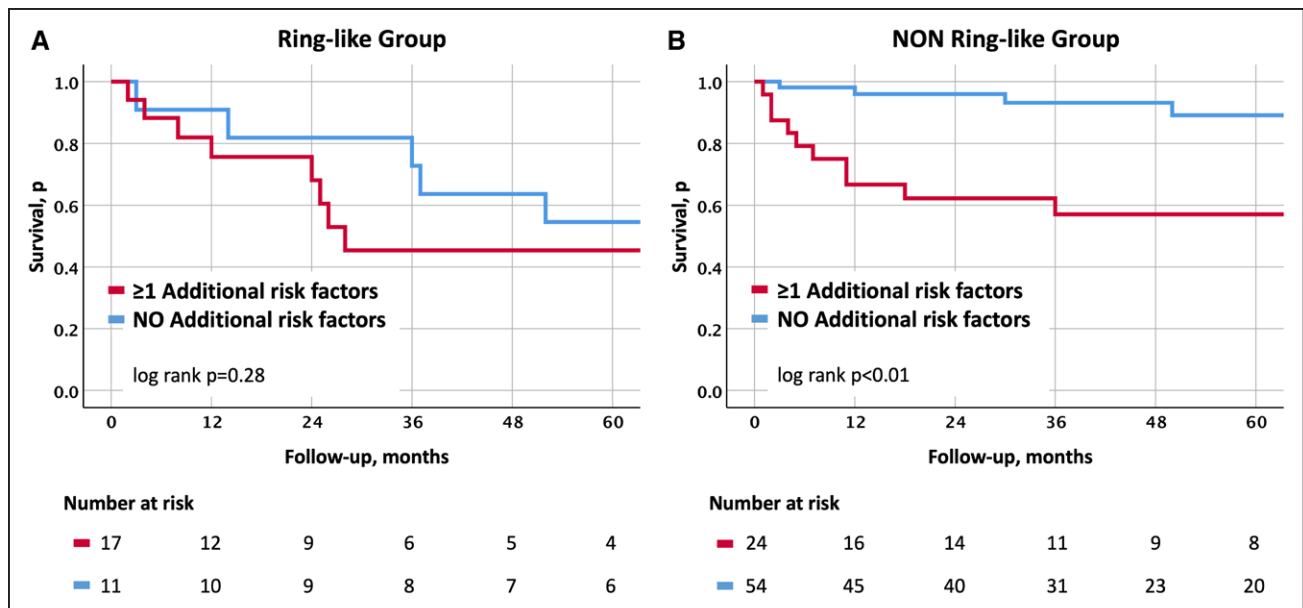 A
Ring-like Group
Survival, p
1.0
0.8
0.6
0.4
0.2
0.0
≥1 Additional risk factors
NO Additional risk factors
log rank p=0.28
0 12 24 36 48 60
Follow-up, months
Number at risk
17 12 9 6 5 4
11 10 9 8 7 6
B
NON Ring-like Group
Survival, p
1.0
0.8
0.6
0.4
0.2
0.0
≥1 Additional risk factors
NO Additional risk factors
log rank p<0.01
0 12 24 36 48 60
Follow-up, months
Number at risk
24 16 14 11 9 8
54 45 40 31 23 20